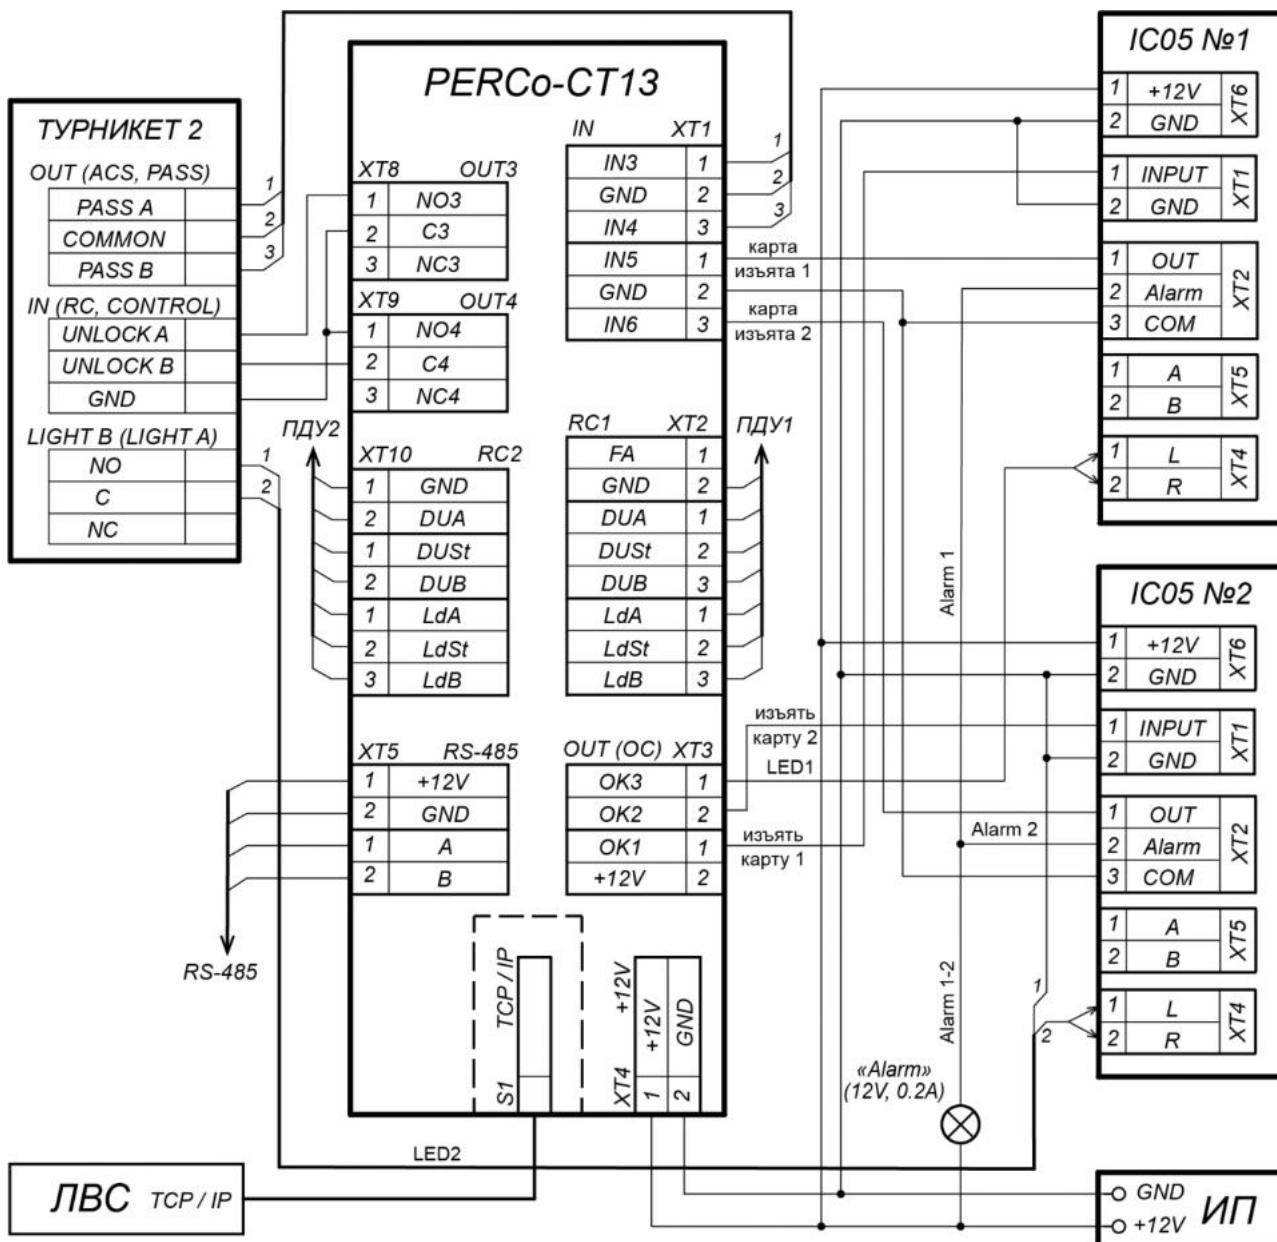 ТУРНИКЕТ 2
OUT (ACS, PASS)
PASS A
COMMON
PASS B
1
2
3
IN (RC, CONTROL)
UNLOCK A
UNLOCK B
GND
LIGHT B (LIGHT A)
NO
C
NC
1
2
PERCo-CT13
XT8 OUT3
1 NO3
2 C3
3 NC3
XT9 OUT4
1 NO4
2 C4
3 NC4
ПДУ2
XT10 RC2
1 GND
2 DUA
1 DUSt
2 DUB
1 LdA
2 LdSt
3 LdB
XT5 RS-485
1 +12V
2 GND
1 A
2 B
RS-485
IN XT1
IN3 1
GND 2
IN4 3
IN5 1
GND 2
IN6 3
1
2
3
карта
изъята 1
карта
изъята 2
RC1 XT2
FA 1
GND 2
DUA 1
DUSt 2
DUB 3
LdA 1
LdSt 2
LdB 3
ПДУ1
OUT (OC) XT3
OK3 1
OK2 2
OK1 1
+12V 2
изъять
карту 2
LED1
изъять
карту 1
S1 TCP / IP
XT4 +12V
1 +12V
2 GND
IC05 №1
1 +12V
2 GND
XT6
1 INPUT
2 GND
XT1
1 OUT
2 Alarm
3 COM
XT2
1 A
2 B
XT5
1 L
2 R
XT4
Alarm 1
Alarm 2
Alarm 1-2
IC05 №2
1 +12V
2 GND
XT6
1 INPUT
2 GND
XT1
1 OUT
2 Alarm
3 COM
XT2
1 A
2 B
XT5
1 L
2 R
XT4
1
2
«Alarm»
(12V, 0.2A)
LED2
ЛВС TCP / IP
GND
+12V
ИП